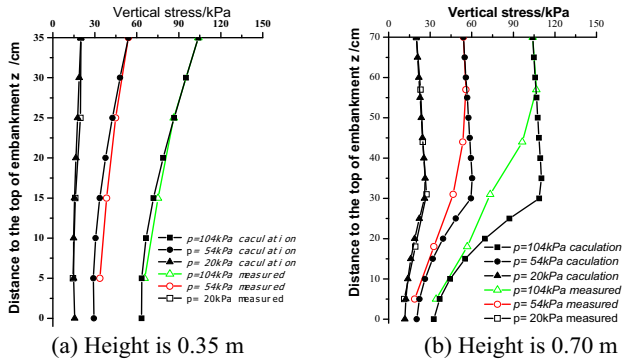 Vertical stress/kPa
0 30 60 90 120 150
Distance to the top of embankment z /cm
35
30
25
20
15
10
5
0
p=104kPa caculation
p= 54kPa caculation
p= 20kPa caculation
p=104kPa measured
p= 54kPa measured
p= 20kPa measured
(a) Height is 0.35 m
Vertical stress/kPa
0 30 60 90 120 150
Distance to the top of embankment z /cm
70
60
50
40
30
20
10
0
p=104kPa caculation
p= 54kPa caculation
p= 20kPa caculation
p=104kPa measured
p= 54kPa measured
p= 20kPa measured
(b) Height is 0.70 m